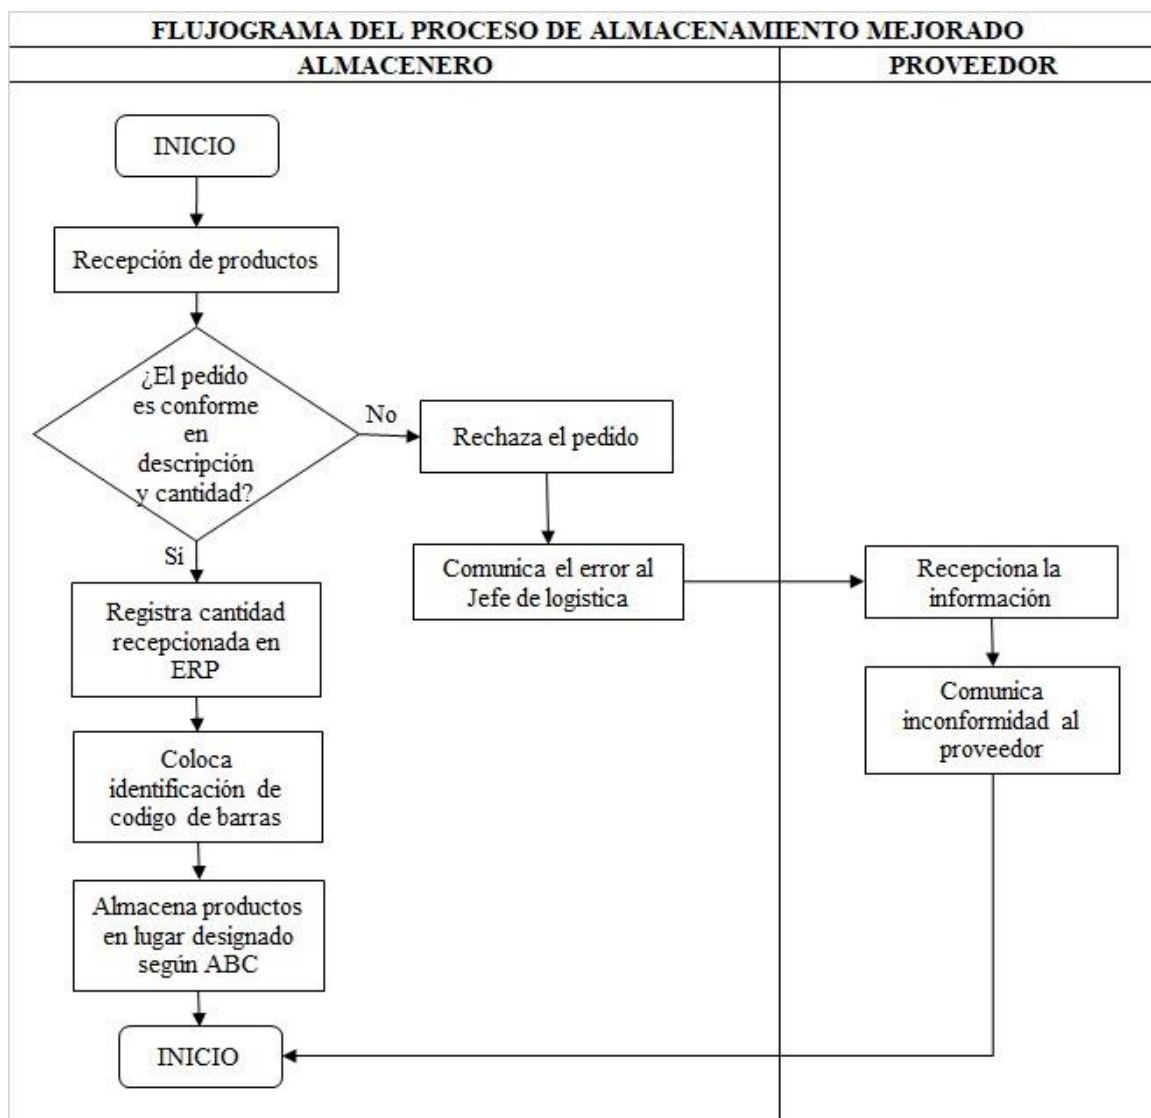 FLUJOGRAMA DEL PROCESO DE ALMACENAMIENTO MEJORADO
ALMACENERO
PROVEEDOR
INICIO
Recepción de productos
¿El pedido
es conforme
en
descripción
y cantidad?
No
Rechaza el pedido
Comunica el error al
Jefe de logística
Recepciona la
información
Comunica
inconformidad al
proveedor
Sí
Registra cantidad
recepcionada en
ERP
Coloca
identificación de
codigo de barras
Almacena productos
en lugar designado
según ABC
INICIO